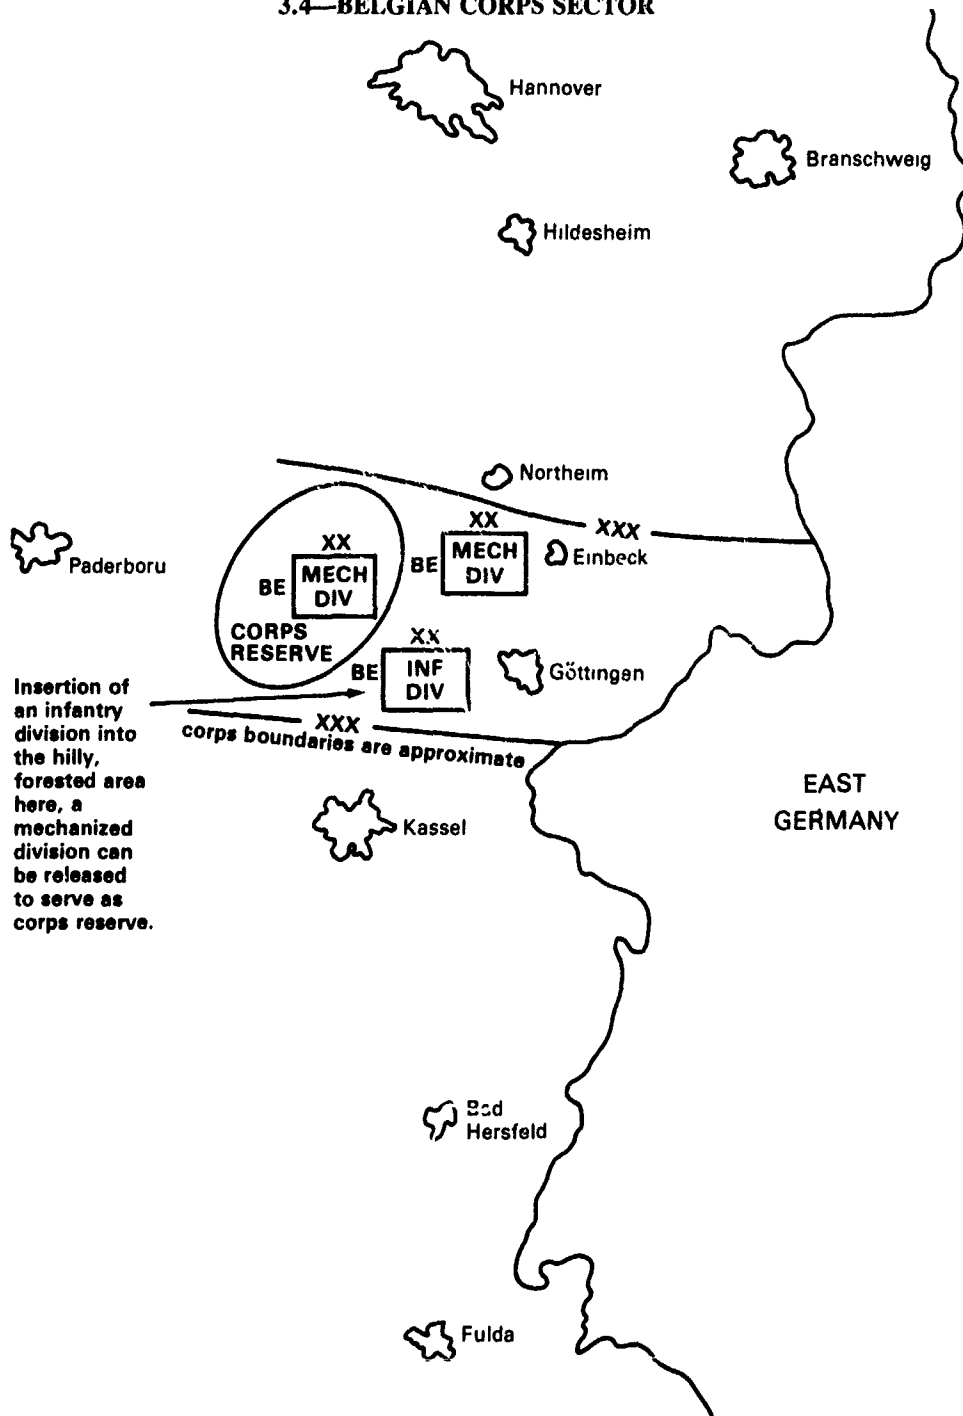 3.4—BELGIAN CORPS SECTOR
Hannover
Branschweig
Hildesheim
Northeim
XXX
XX
MECH
DIV
BE
Einbeck
XX
MECH
DIV
BE
CORPS
RESERVE
Paderboru
XX
INF
DIV
BE
Göttingen
Insertion of
an infantry
division into
the hilly,
forested area
here, a
mechanized
division can
be released
to serve as
corps reserve.
XXX
corps boundaries are approximate
EAST
GERMANY
Kassel
Bad
Hersfeld
Fulda